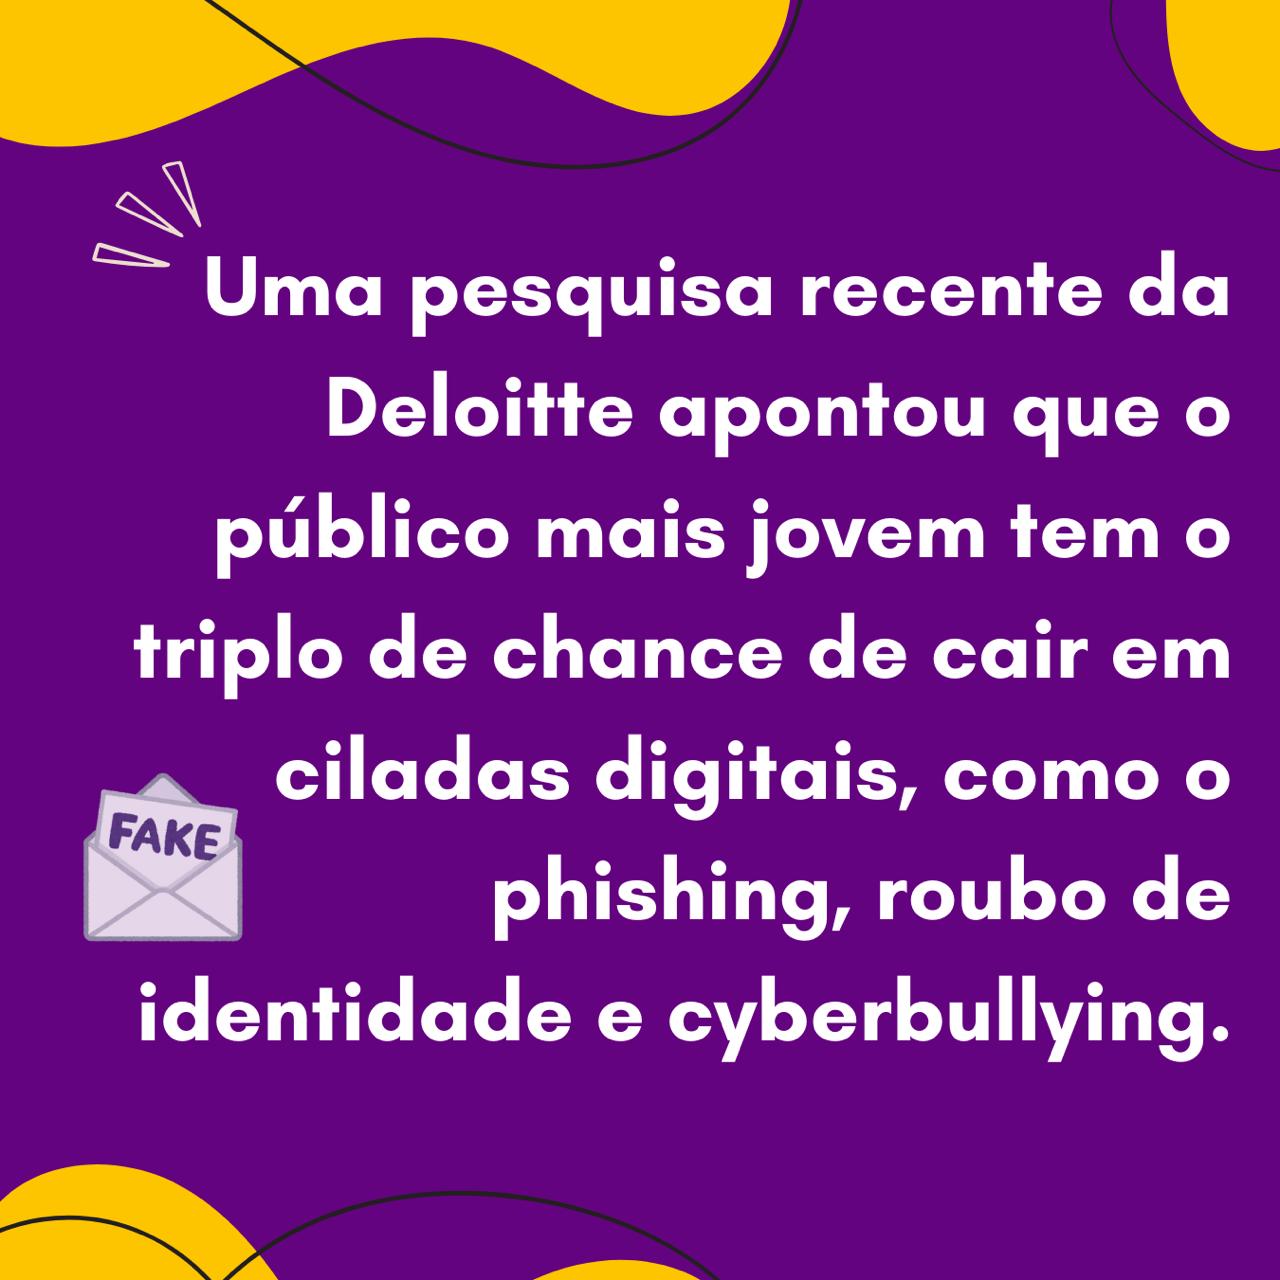 Uma pesquisa recente da
Deloitte apontou que o
público mais jovem tem o
triplo de chance de cair em
ciladas digitais, como o
phishing, roubo de
identidade e cyberbullying.
FAKE